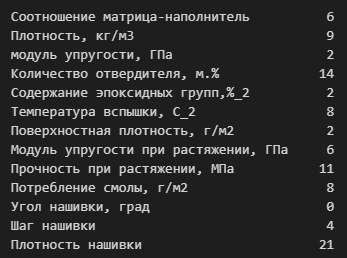 Соотношение матрица-наполнитель 6
Плотность, кг/м3 9
модуль упругости, ГПа 2
Количество отвердителя, м.% 14
Содержание эпоксидных групп,%_2 2
Температура вспышки, С_2 8
Поверхностная плотность, г/м2 2
Модуль упругости при растяжении, ГПа 6
Прочность при растяжении, МПа 11
Потребление смолы, г/м2 8
Угол нашивки, град 0
Шаг нашивки 4
Плотность нашивки 21